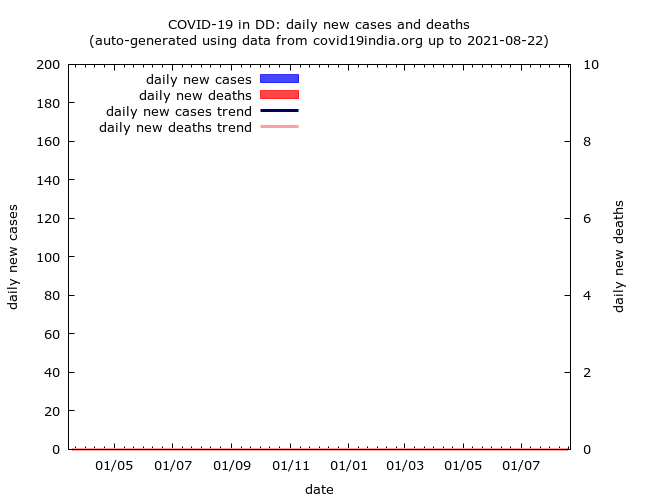 COVID-19 in DD: daily new cases and deaths
(auto-generated using data from covid19india.org up to 2021-08-22)
daily new cases
daily new deaths
daily new cases trend
daily new deaths trend
200
180
160
140
120
100
80
60
40
20
0
10
8
6
4
2
0
daily new cases
daily new deaths
01/05 01/07 01/09 01/11 01/01 01/03 01/05 01/07
date